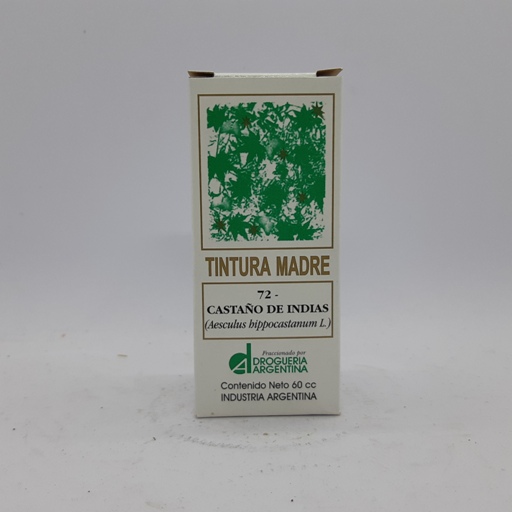 TINTURA MADRE
72 -
CASTAÑO DE INDIAS
(Aesculus hippocastanum L.)
Fraccionado por
DROGUERIA
ARGENTINA
Contenido Neto 60 cc
INDUSTRIA ARGENTINA